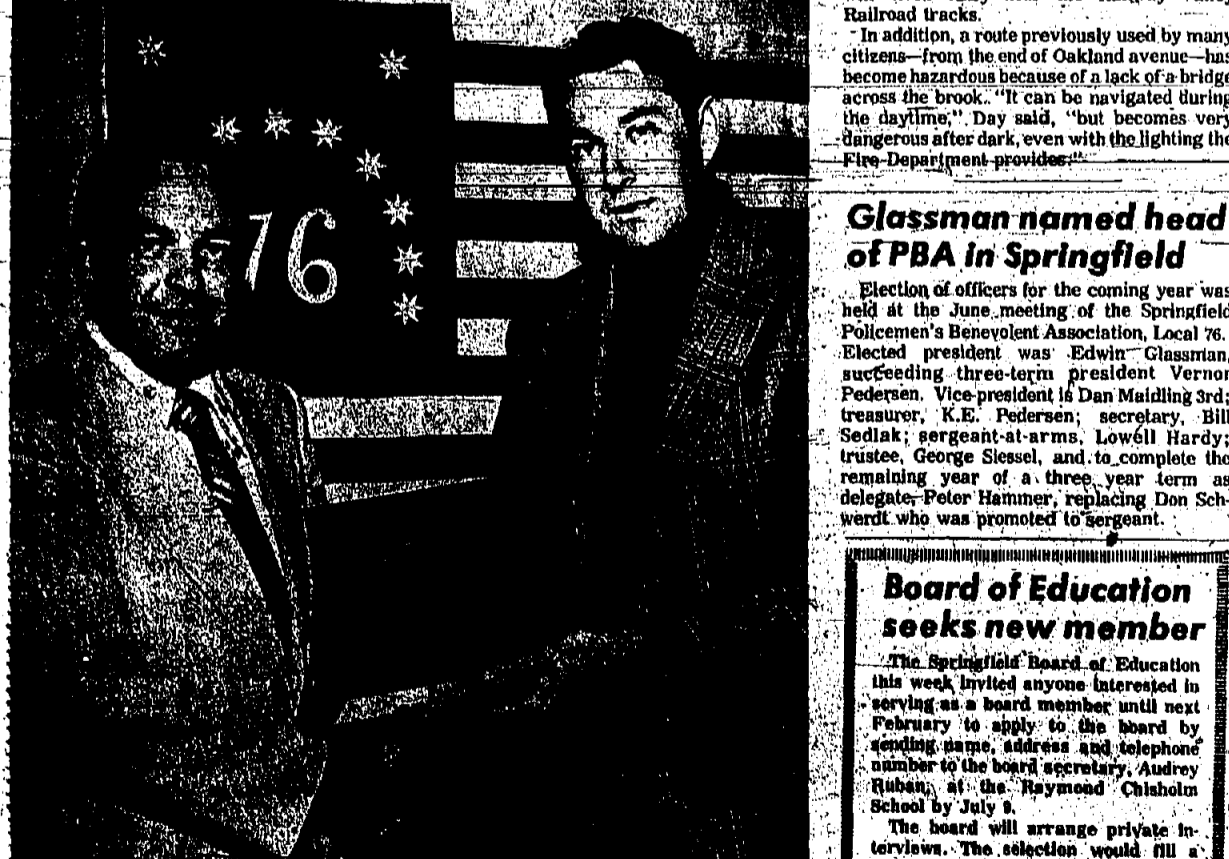 76
Railroad tracks.
In addition, a route previously used by many
citizens—from the end of Oakland avenue—has
become hazardous because of a lack of a bridge
across the brook. "It can be navigated during
the daytime," Day said, "but becomes very
dangerous after dark, even with the lighting the
Fire Department provides."
Glassman named head
of PBA in Springfield
Election of officers for the coming year was
held at the June meeting of the Springfield
Policemen's Benevolent Association, Local 76.
Elected president was Edwin Glassman,
succeeding three-term president Vernon
Pedersen. Vice-president is Dan Maidling 3rd;
treasurer, K.E. Pedersen; secretary, Bill
Sedlak; sergeant-at-arms, Lowell Hardy;
trustee, George Siessel, and to complete the
remaining year of a three year term as
delegate, Peter Hammer, replacing Don Sch-
werdt who was promoted to sergeant.
Board of Education
seeks new member
The Springfield Board of Education
this week invited anyone interested in
serving as a board member until next
February to apply to the board by
sending name, address and telephone
number to the board secretary, Audrey
Ruban, at the Raymond Chisholm
School by July 9.
The board will arrange private in-
terviews. The selection would fill a